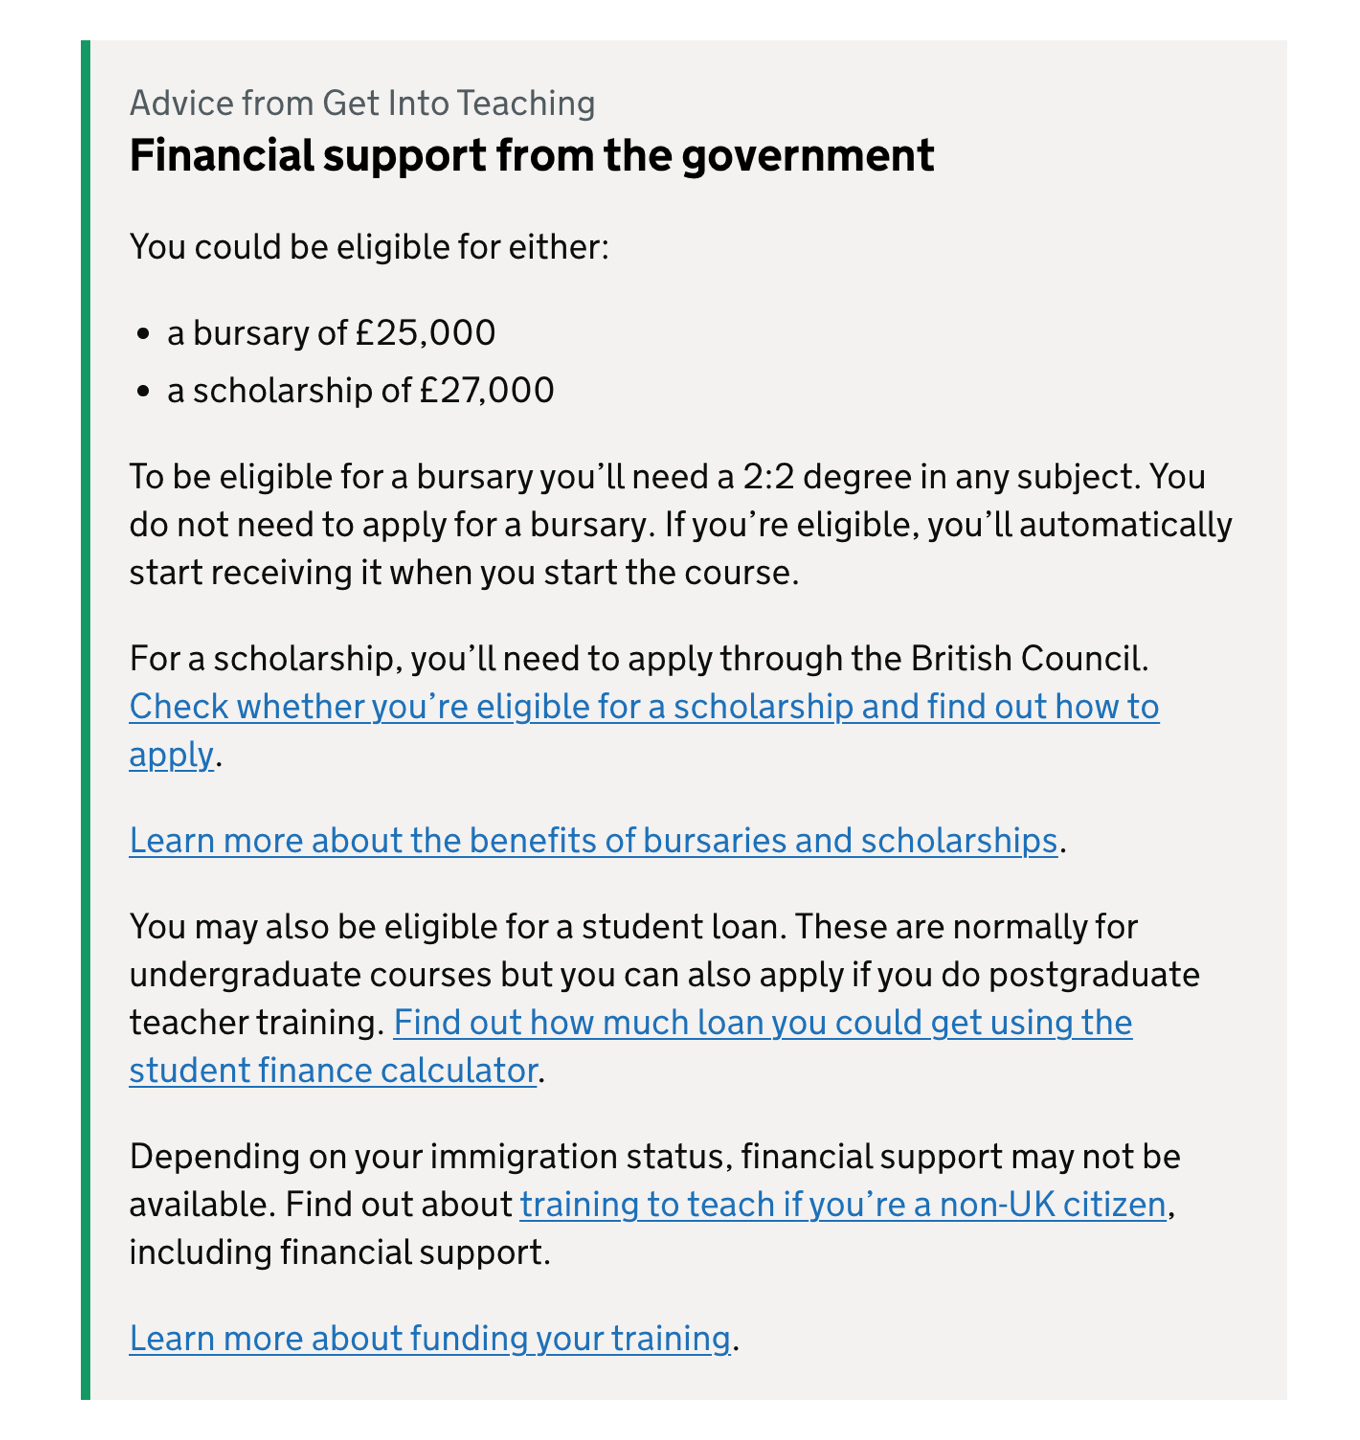 Advice from Get Into Teaching
Financial support from the government
You could be eligible for either:
• a bursary of £25,000
• a scholarship of £27,000
To be eligible for a bursary you’ll need a 2:2 degree in any subject. You
do not need to apply for a bursary. If you’re eligible, you’ll automatically
start receiving it when you start the course.
For a scholarship, you’ll need to apply through the British Council.
Check whether you’re eligible for a scholarship and find out how to
apply.
Learn more about the benefits of bursaries and scholarships.
You may also be eligible for a student loan. These are normally for
undergraduate courses but you can also apply if you do postgraduate
teacher training. Find out how much loan you could get using the
student finance calculator.
Depending on your immigration status, financial support may not be
available. Find out about training to teach if you’re a non-UK citizen,
including financial support.
Learn more about funding your training.